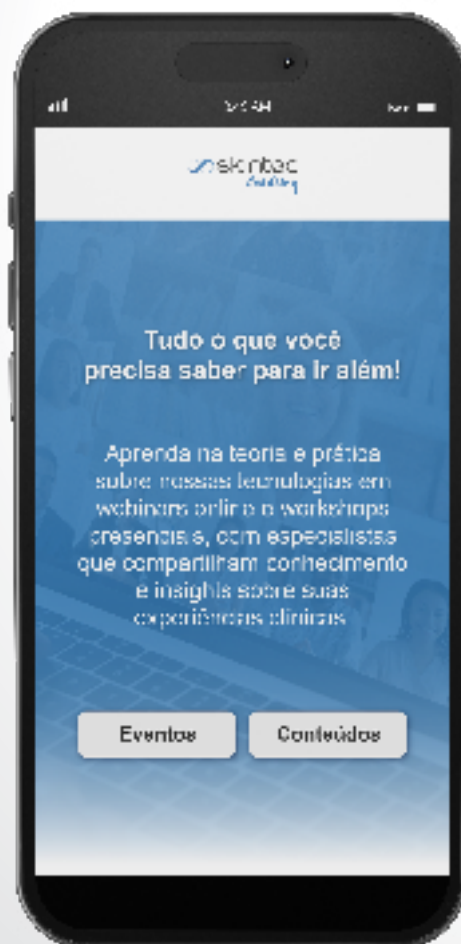 skintec
Tudo o que você
precisa saber para ir além!
Aprenda na teoria e prática
sobre nossas tecnologias em
webinars online e workshops
presenciais, com especialistas
que compartilham conhecimento
e insights sobre suas
experiências clínicas
Eventos
Conteúdos